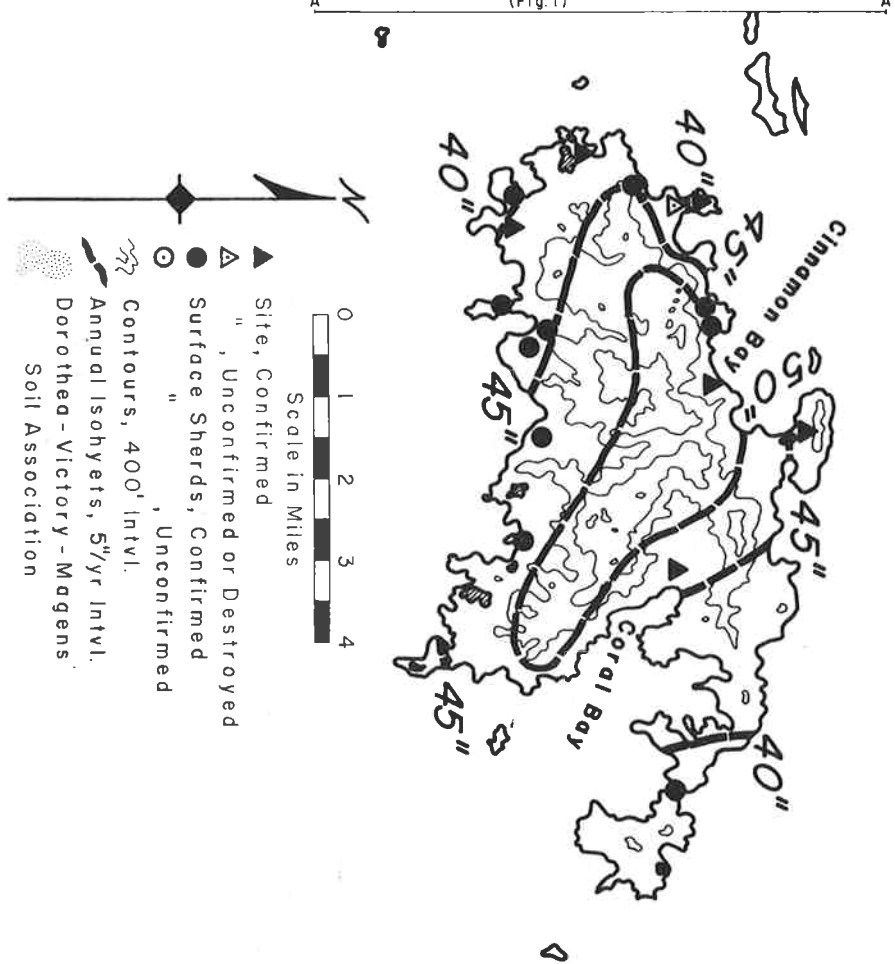 A (Fig. 1) A
40"
45"
Cinnamon Bay
50"
45"
40"
40"
45"
45"
Coral Bay
N
Site, Confirmed
" , Unconfirmed or Destroyed
Surface Sherds, Confirmed
" , Unconfirmed
Contours, 400' Intvl.
Annual Isohyets, 5"/yr Intvl.
Dorothea-Victory-Magens
Soil Association
0 1 2 3 4
Scale in Miles